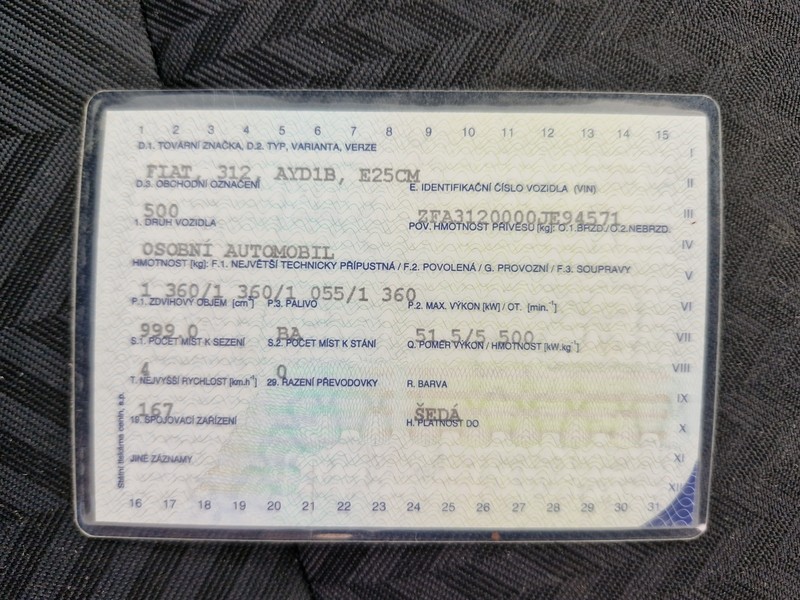 1 2 3 4 5 6 7 8 9 10 11 12 13 14 15
D.1. TOVÁRNÍ ZNAČKA, D.2. TYP, VARIANTA, VERZE
I
FIAT, 312, AYD1B, E25CM
D.3. OBCHODNÍ OZNAČENÍ
E. IDENTIFIKAČNÍ ČÍSLO VOZIDLA (VIN)
II
500
ZFA3120000JE94571
III
1. DRUH VOZIDLA
POV. HMOTNOST PŘÍVĚSU [kg]: O.1.BRZD./O.2.NEBRZD.
OSOBNÍ AUTOMOBIL
IV
HMOTNOST [kg]: F.1. NEJVĚTŠÍ TECHNICKY PŘÍPUSTNÁ / F.2. POVOLENÁ / G. PROVOZNÍ / F.3. SOUPRAVY
V
1 360/1 360/1 055/1 360
P.1. ZDVIHOVÝ OBJEM [cm³]
P.3. PALIVO
P.2. MAX. VÝKON [kW] / OT. [min.⁻¹]
VI
999,0
BA
51,5/5 500
VII
S.1. POČET MÍST K SEZENÍ
S.2. POČET MÍST K STÁNÍ
Q. POMĚR VÝKON / HMOTNOST [kW.kg⁻¹]
4
0
VIII
T. NEJVYŠŠÍ RYCHLOST [km.h⁻¹]
29. ŘAZENÍ PŘEVODOVKY
R. BARVA
IX
167
ŠEDÁ
19. SPOJOVACÍ ZAŘÍZENÍ
H. PLATNOST DO
X
JINÉ ZÁZNAMY
XI
XII
Státní tiskárna cenin, s.p.
16 17 18 19 20 21 22 23 24 25 26 27 28 29 30 31